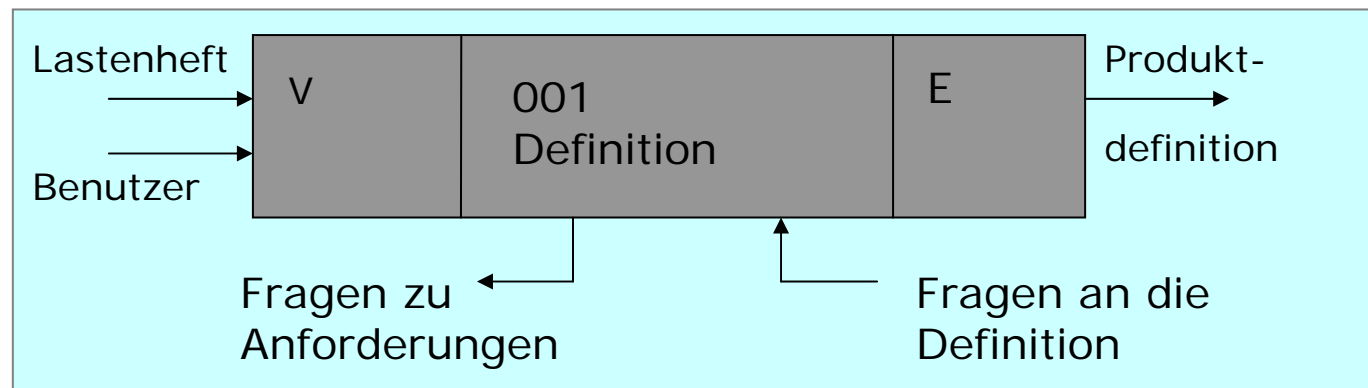 Lastenheft
Benutzer
V
001
Definition
E
Produkt-
definition
Fragen zu
Anforderungen
Fragen an die
Definition